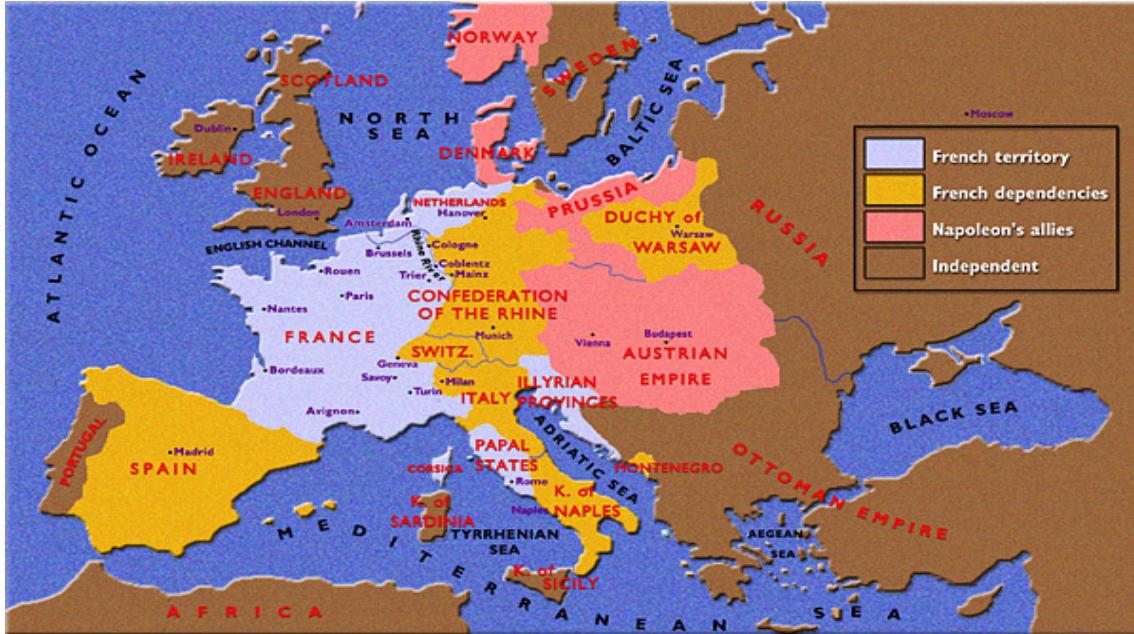 NORWAY
SWEDEN
SCOTLAND
ATLANTIC OCEAN
NORTH
SEA
BALTIC SEA
Moscow
Dublin
IRELAND
DENMARK
French territory
French dependencies
Napoleon's allies
Independent
ENGLAND
London
NETHERLANDS
Hanover
Amsterdam
PRUSSIA
DUCHY of
Warsaw
WARSAW
RUSSIA
ENGLISH CHANNEL
Brussels
Rhine River
Cologne
Coblentz
Mainz
Trier
Rouen
Paris
Nantes
CONFEDERATION
OF THE RHINE
Munich
FRANCE
Vienna
Budapest
AUSTRIAN
EMPIRE
SWITZ.
Geneva
Savoy
Bordeaux
Milan
Turin
ITALY
ILLYRIAN
PROVINCES
Avignon
BLACK SEA
PORTUGAL
Madrid
SPAIN
CORSICA
PAPAL
STATES
Rome
ADRIATIC SEA
MONTENEGRO
OTTOMAN EMPIRE
K. of
SARDINIA
Naples
K. of
NAPLES
TYRRHENIAN
SEA
AEGEAN
SEA
K. of
SICILY
MEDITERRANEAN SEA
AFRICA